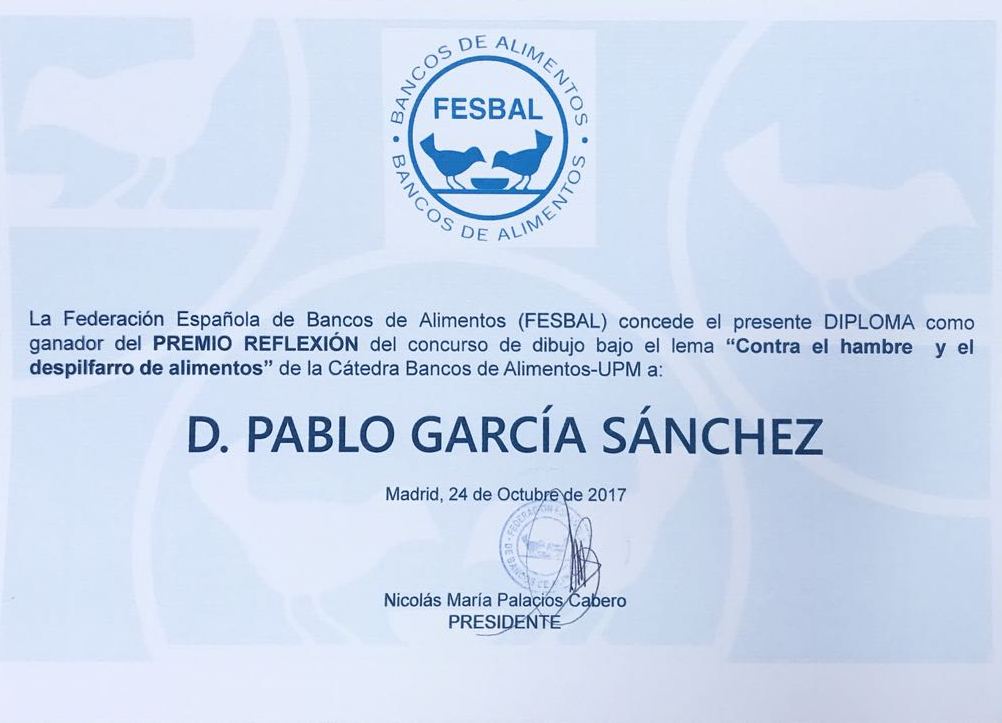 BANCOS DE ALIMENTOS
FESBAL
BANCOS DE ALIMENTOS
La Federación Española de Bancos de Alimentos (FESBAL) concede el presente DIPLOMA como
ganador del PREMIO REFLEXIÓN del concurso de dibujo bajo el lema “Contra el hambre y el
despilfarro de alimentos” de la Cátedra Bancos de Alimentos-UPM a:
D. PABLO GARCÍA SÁNCHEZ
Madrid, 24 de Octubre de 2017
Nicolás María Palacios Cabero
PRESIDENTE